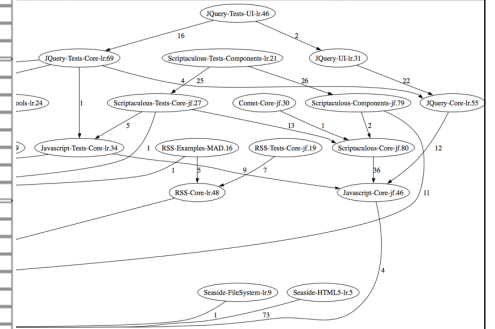 JQuery-Tests-UI-lr.46
16
2
JQuery-Tests-Core-lr.69
Scriptaculous-Tests-Components-lr.21
JQuery-UI-lr.31
4
25
26
22
ools-lr.24
1
Scriptaculous-Tests-Core-jf.27
Comet-Core-jf.30
Scriptaculous-Components-jf.79
JQuery-Core-lr.55
5
13
1
2
9
Javascript-Tests-Core-lr.34
1
RSS-Examples-MAD.16
RSS-Tests-Core-jf.19
Scriptaculous-Core-jf.80
12
1
5
9
7
36
RSS-Core-lr.48
Javascript-Core-jf.46
11
4
Seaside-FileSystem-lr.9
Seaside-HTML5-lr.5
1
73